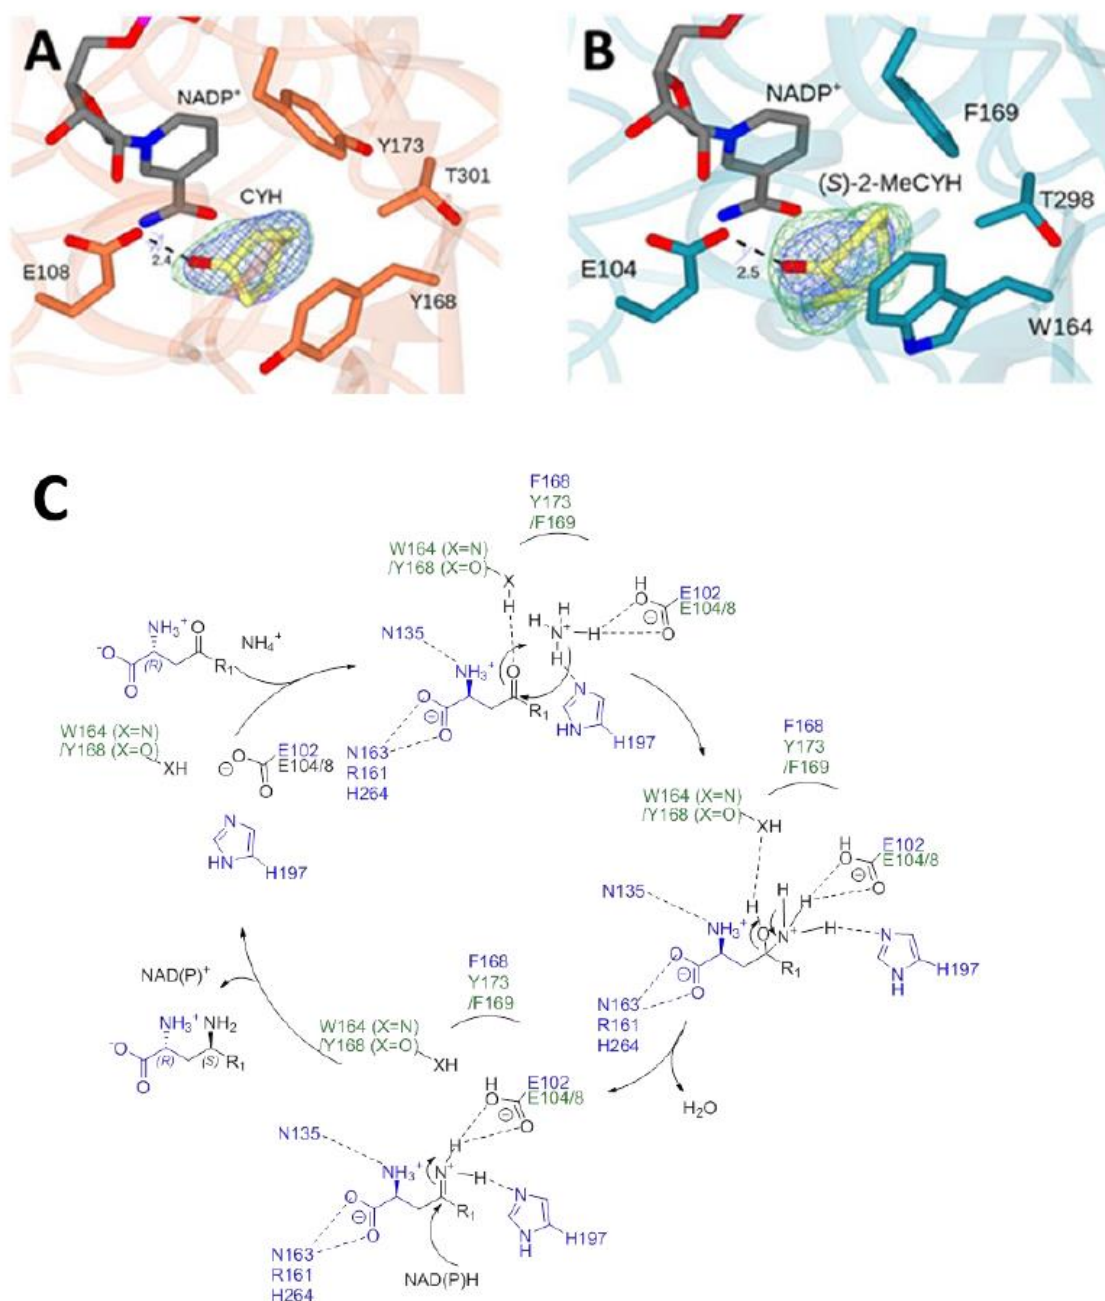 A
NADP+
Y173
T301
CYH
2.4
E108
Y168
B
NADP+
F169
(S)-2-MeCYH
T298
E104
2.5
W164
C
F168
Y173
/F169
W164 (X=N)
/Y168 (X=O)
X
H
H
H
H
N+
H
H
O
E102
E104/8
⊖
O
N135
NH3+
O
O
⊖
O
R1
N
HN
H197
N163
R161
H264
NH3+
O
NH4+
-O
(R)
R1
O
W164 (X=N)
/Y168 (X=O)
XH
⊖
O
E102
E104/8
O
N
HN
H197
F168
Y173
/F169
W164 (X=N)
/Y168 (X=O)
XH
H
O
E102
E104/8
⊖
O
H
H
H
N135
NH3+
O
N+
H
N
O
⊖
O
R1
N
H
H197
N163
R161
H264
H2O
NAD(P)+
NH3+
NH2
-O
(R)
(S)
R1
O
F168
Y173
/F169
W164 (X=N)
/Y168 (X=O)
XH
H
O
E102
E104/8
⊖
O
H
N135
NH3+
N+
H
N
O
⊖
O
R1
N
H
H197
N163
R161
H264
NAD(P)H